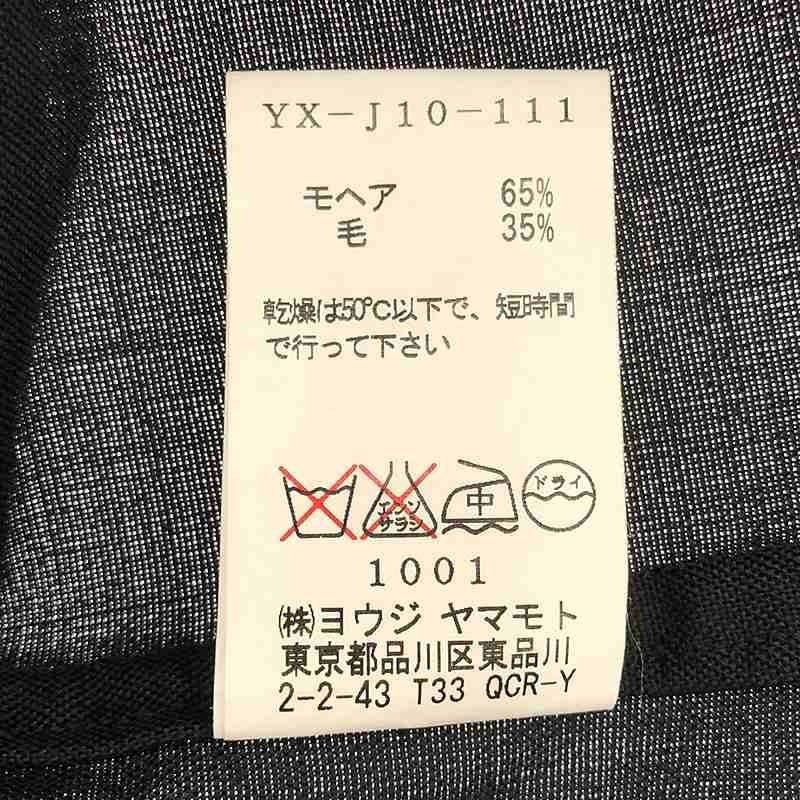 YX-J10-111
モヘア 65%
毛 35%
乾燥は50℃以下で、短時間
で行って下さい
エンソ
サラシ
中
ドライ
1001
(株)ヨウジ ヤマモト
東京都品川区東品川
2-2-43 T33 QCR-Y